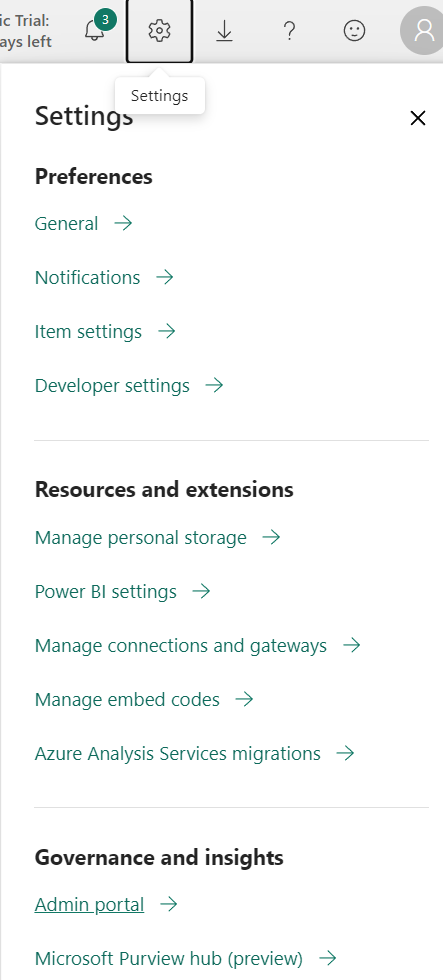 ic Trial:
ays left
3
?
Settings
Settings
Preferences
General
Notifications
Item settings
Developer settings
Resources and extensions
Manage personal storage
Power BI settings
Manage connections and gateways
Manage embed codes
Azure Analysis Services migrations
Governance and insights
Admin portal
Microsoft Purview hub (preview)